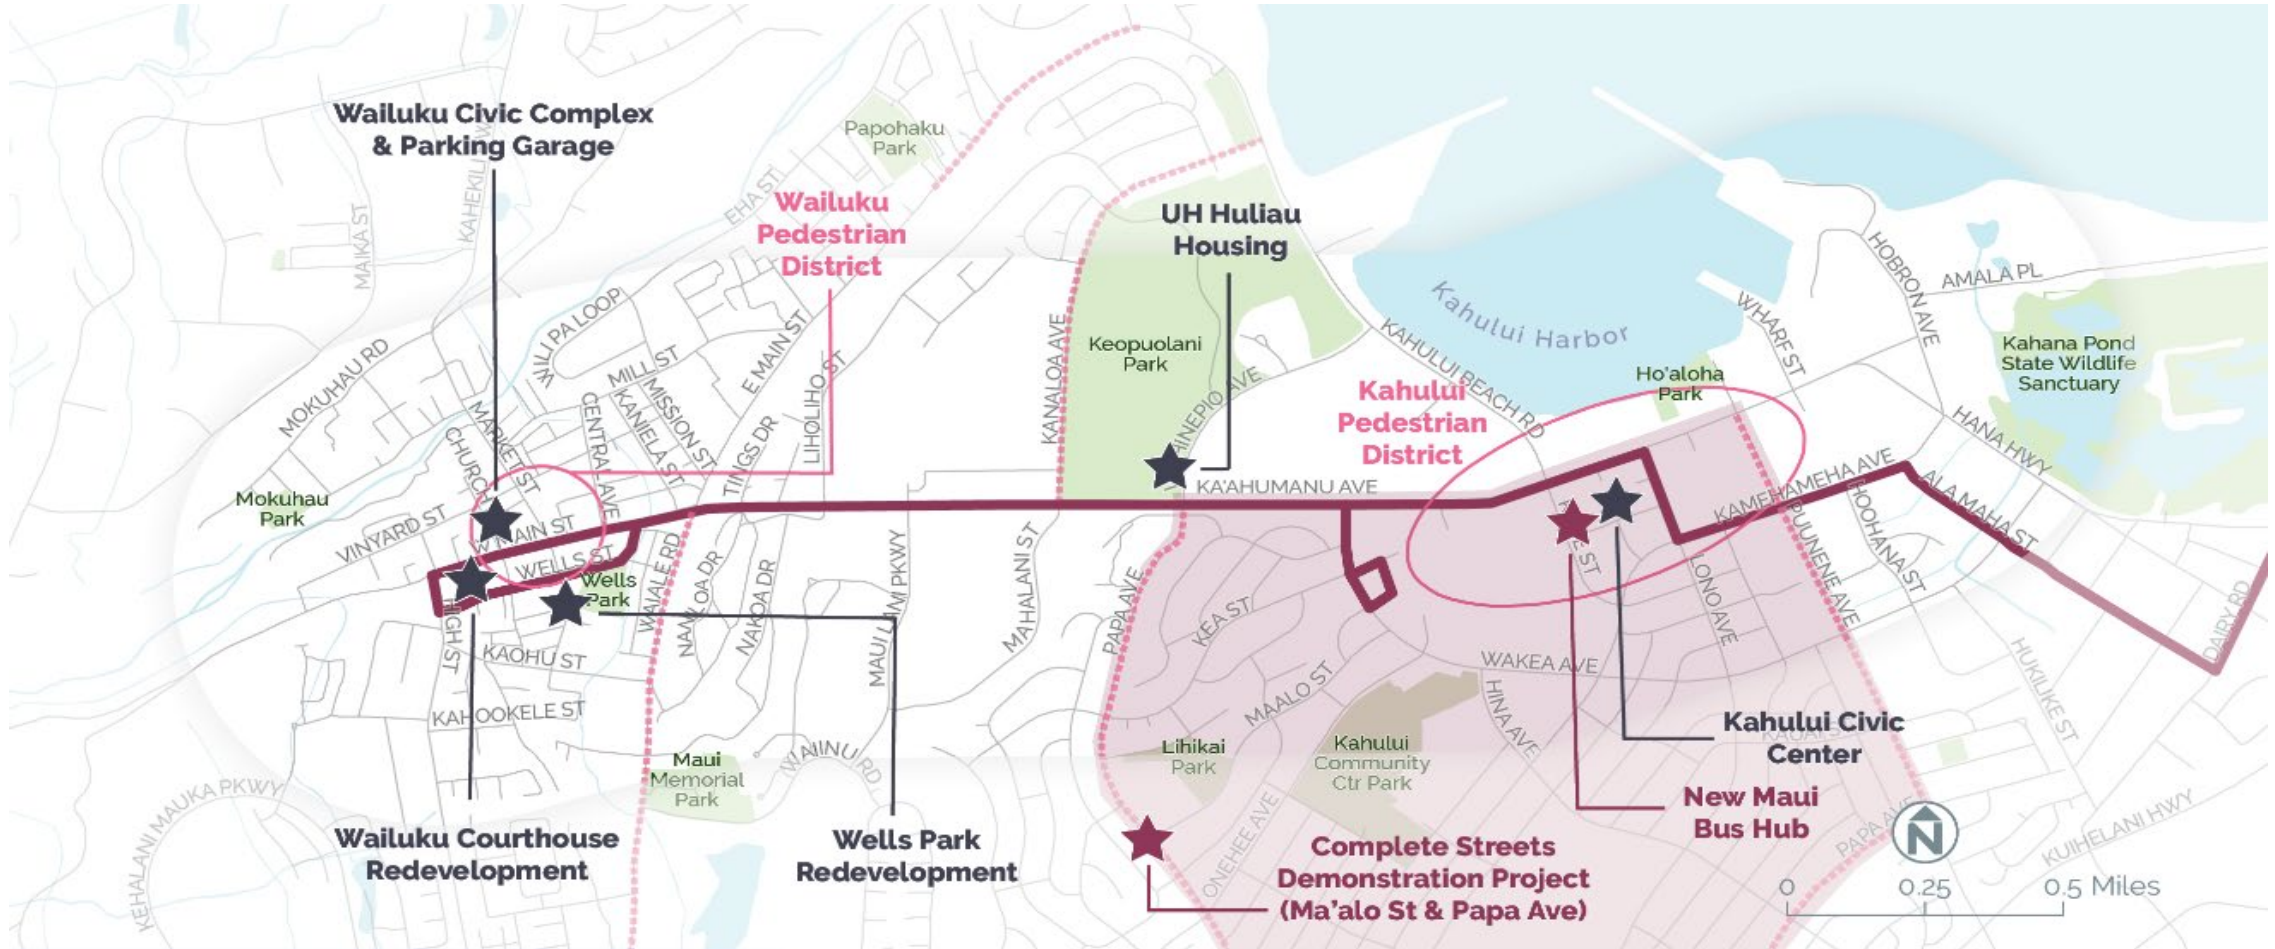 Wailuku Civic Complex
& Parking Garage
Papohaku
Park
Wailuku
Pedestrian
District
UH Huliau
Housing
EHA ST
MAIKA ST
HOBRON AVE
AMALA PL
Kahului Harbor
WHARF ST
MOKUHAU RD
WILI PA LOOP
MILL ST
MISSION ST
KANIELA ST
CENTRAL AVE
E MAIN ST
LIHOLIHO ST
TINGS DR
KANALOA AVE
Keopuolani
Park
KAHULUI BEACH RD
Ho'aloha
Park
Kahana Pond
State Wildlife
Sanctuary
Kahului
Pedestrian
District
HANA HWY
MARKET ST
CHURCH
HINEPIO AVE
KA'AHUMANU AVE
KAMEHAMEHA AVE
ALAMAHA ST
HOOHANA ST
PUUNENE AVE
Mokuhau
Park
VINYARD ST
W MAIN ST
WELLS ST
Wells
Park
HIGH ST
WAIALE RD
NANILOA DR
NAKOA DR
MAHALANI ST
PAPA AVE
KEA ST
LONO AVE
WAKEA AVE
DAIRY RD
KAOHU ST
KAHOOKELE ST
MAALO ST
HINA AVE
HUKILIKE ST
Maui
Memorial
Park
WAIINU RD
Lihikai
Park
Kahului
Community
Ctr Park
Kahului Civic
Center
KEHALANI MAUKA PKWY
New Maui
Bus Hub
PAPA AVE
KUIHELANI HWY
ONEHEE AVE
Wailuku Courthouse
Redevelopment
Wells Park
Redevelopment
Complete Streets
Demonstration Project
(Ma'alo St & Papa Ave)
N
0 0.25 0.5 Miles